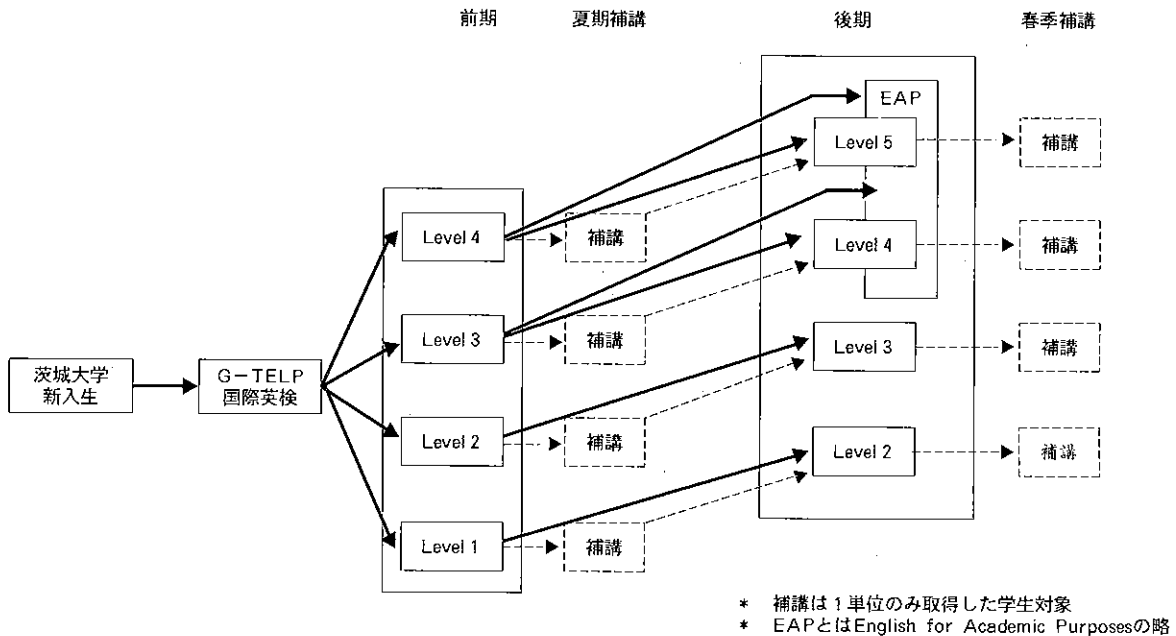 前期 夏期補講 後期 春季補講
EAP
Level 5 補講
Level 4 補講 Level 4 補講
Level 3 補講 Level 3 補講
茨城大学
新入生
G-TELP
国際英検
Level 2 補講 Level 2 補講
Level 1 補講
* 補講は1単位のみ取得した学生対象
* EAPとはEnglish for Academic Purposesの略